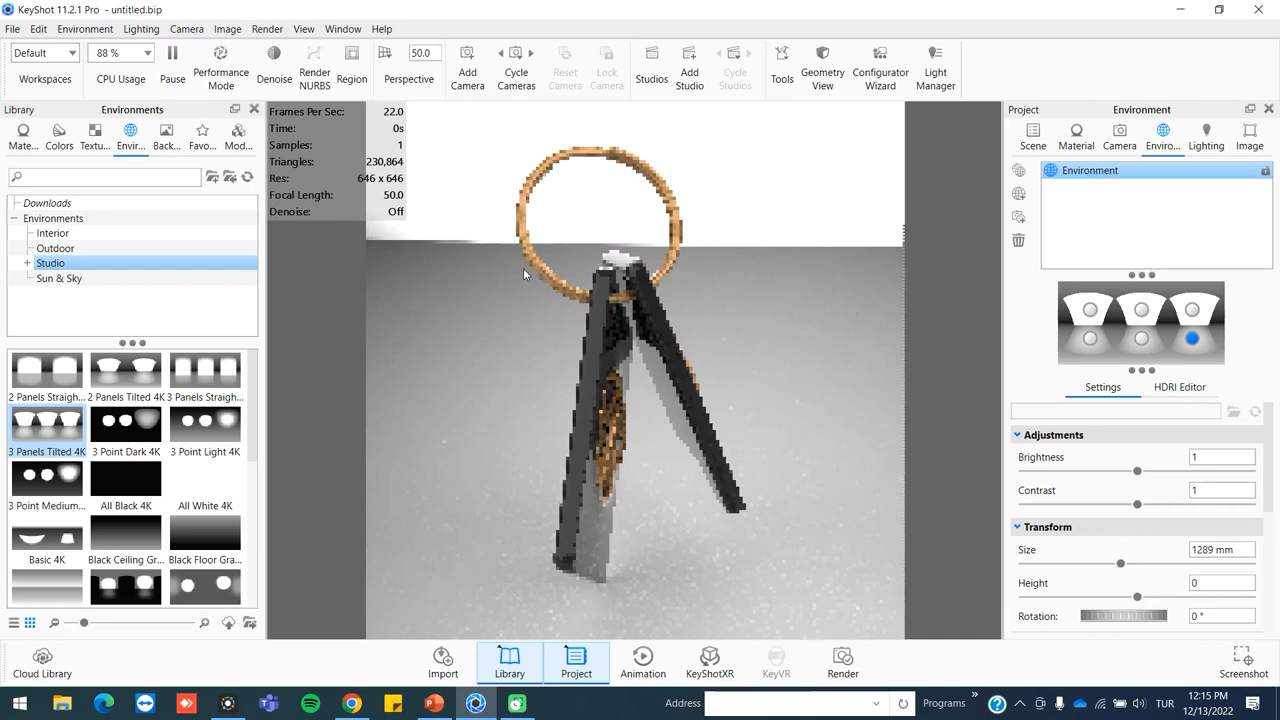 KeyShot 11.2.1 Pro - untitled.bip
File Edit Environment Lighting Camera Image Render View Window Help
Default 88 % 50.0
Workspaces CPU Usage Pause Performance Mode Denoise Render NURBS Region Perspective Add Camera Cycle Cameras Reset Camera Lock Camera Studios Add Studio Cycle Studios Tools Geometry View Configurator Wizard Light Manager
Library Environments
Mate... Colors Textu... Envir... Back... Favo... Mod...
Downloads
Environments
Interior
Outdoor
Studio
Sun & Sky
2 Panels Straigh... 2 Panels Tilted 4K 3 Panels Straigh...
3 Panels Tilted 4K 3 Point Dark 4K 3 Point Light 4K
3 Point Medium... All Black 4K All White 4K
Basic 4K Black Ceiling Gr... Black Floor Gra...
Frames Per Sec: 22.0
Time: 0s
Samples: 1
Triangles: 230,864
Res: 646 x 646
Focal Length: 50.0
Denoise: Off
Project Environment
Scene Material Camera Enviro... Lighting Image
Environment
Settings HDRI Editor
Adjustments
Brightness 1
Contrast 1
Transform
Size 1289 mm
Height 0
Rotation: 0 °
Cloud Library Import Library Project Animation KeyShotXR KeyVR Render Screenshot
Address Programs » 12:15 PM
12/13/2022